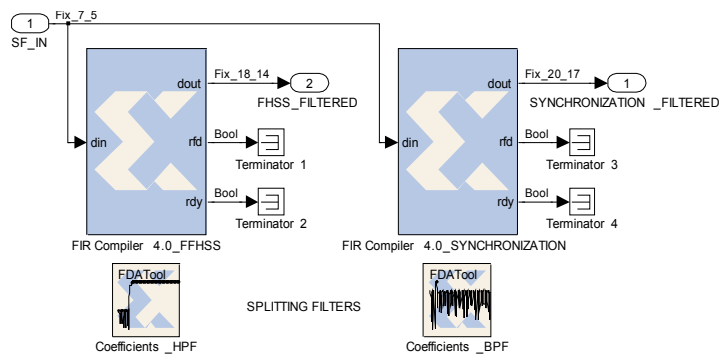 1
SF_IN
Fix_7_5
din
dout
rfd
rdy
Fix_18_14
2
FHSS_FILTERED
Bool
Terminator 1
Bool
Terminator 2
FIR Compiler 4.0_FFHSS
din
dout
rfd
rdy
Fix_20_17
1
SYNCHRONIZATION _FILTERED
Bool
Terminator 3
Bool
Terminator 4
FIR Compiler 4.0_SYNCHRONIZATION
FDATool
Coefficients _HPF
SPLITTING FILTERS
FDATool
Coefficients _BPF